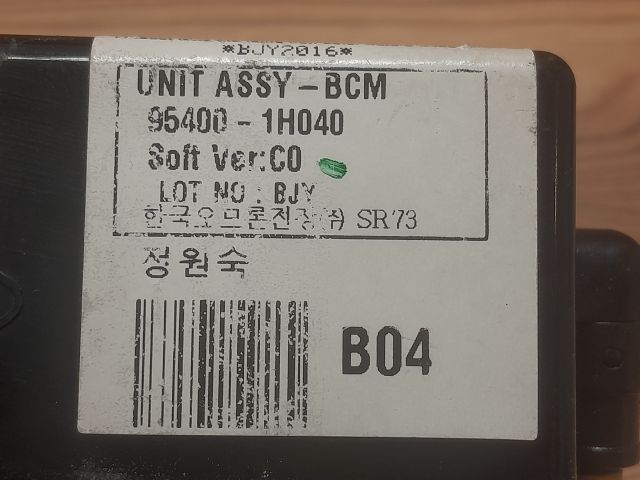 *BJY2016*
UNIT ASSY-BCM
95400-1H040
Soft Ver:C0
LOT NO : BJY
한국오므론전장㈜ SR73
정원숙
B04